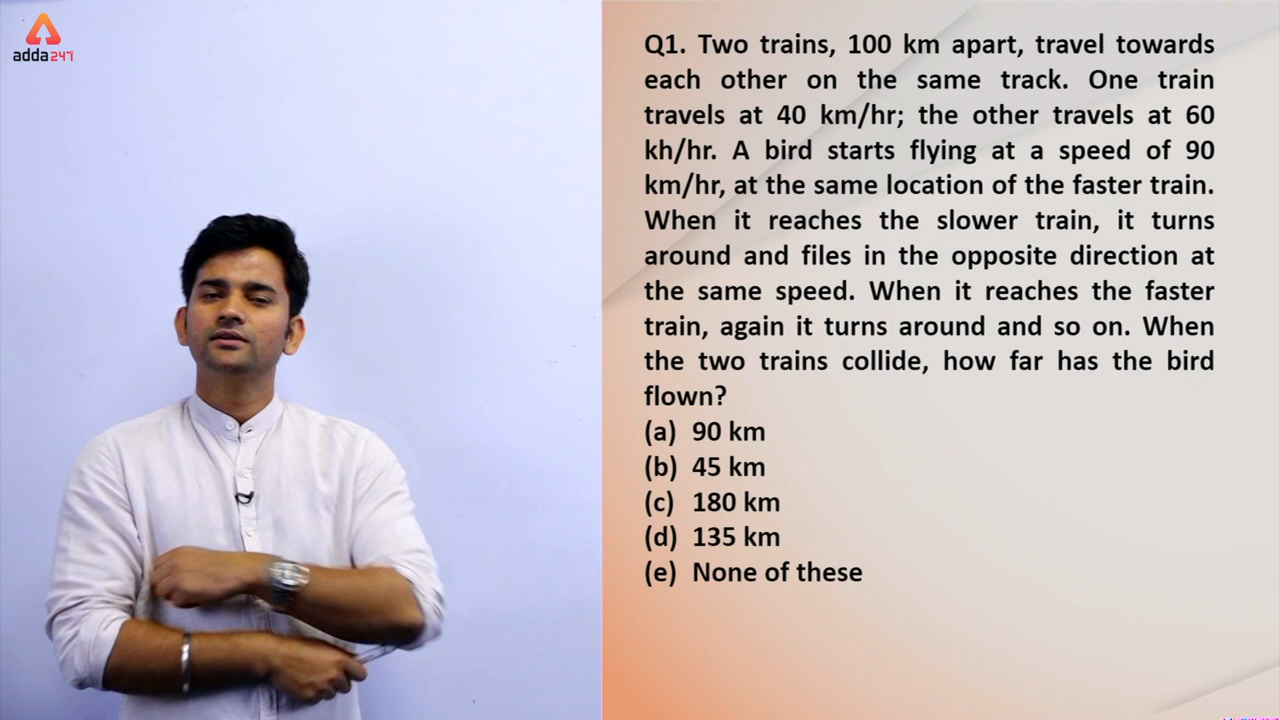 adda247
Q1. Two trains, 100 km apart, travel towards
each other on the same track. One train
travels at 40 km/hr; the other travels at 60
kh/hr. A bird starts flying at a speed of 90
km/hr, at the same location of the faster train.
When it reaches the slower train, it turns
around and files in the opposite direction at
the same speed. When it reaches the faster
train, again it turns around and so on. When
the two trains collide, how far has the bird
flown?
(a) 90 km
(b) 45 km
(c) 180 km
(d) 135 km
(e) None of these